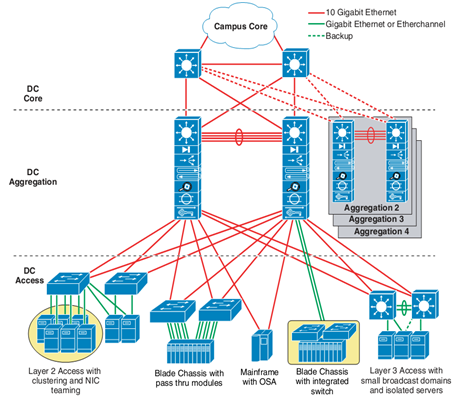 Campus Core
10 Gigabit Ethernet
Gigabit Ethernet or Etherchannel
Backup
DC
Core
DC
Aggregation
Aggregation 2
Aggregation 3
Aggregation 4
DC
Access
Layer 2 Access with
clustering and NIC
teaming
Blade Chassis with
pass thru modules
Mainframe
with OSA
Blade Chassis
with integrated
switch
Layer 3 Access with
small broadcast domains
and isolated servers